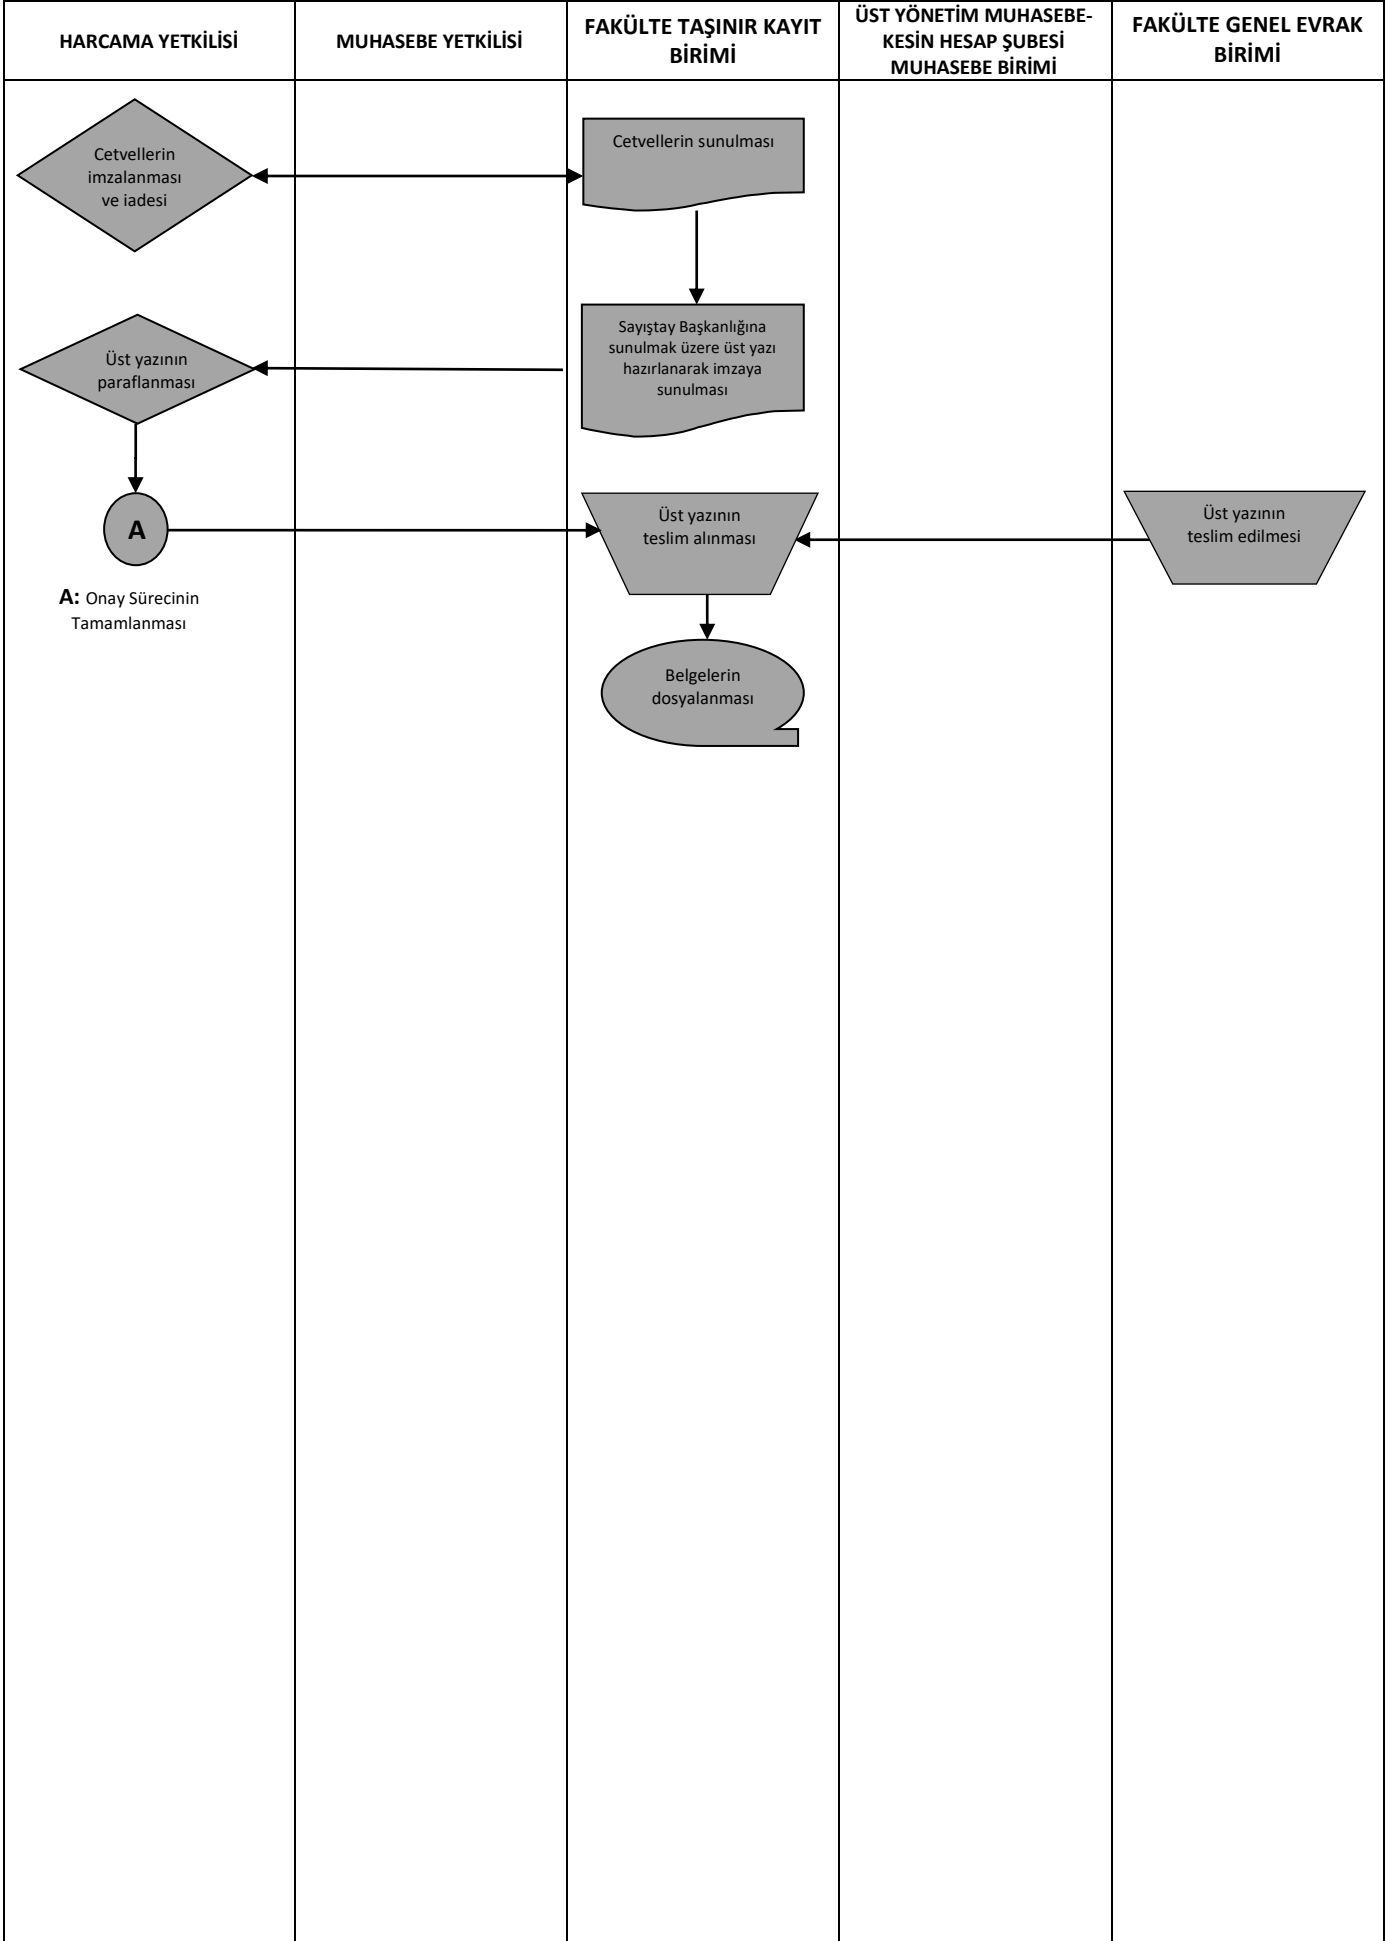 HARCAMA YETKİLİSİ
MUHASEBE YETKİLİSİ
FAKÜLTE TAŞINIR KAYIT
BİRİMİ
ÜST YÖNETİM MUHASEBE-
KESİN HESAP ŞUBESİ
MUHASEBE BİRİMİ
FAKÜLTE GENEL EVRAK
BİRİMİ
Cetvellerin
imzalanması
ve iadesi
Cetvellerin sunulması
Üst yazının
paraflanması
Sayıştay Başkanlığına
sunulmak üzere üst yazı
hazırlanarak imzaya
sunulması
A
Üst yazının
teslim alınması
Üst yazının
teslim edilmesi
A: Onay Sürecinin
Tamamlanması
Belgelerin
dosyalanması